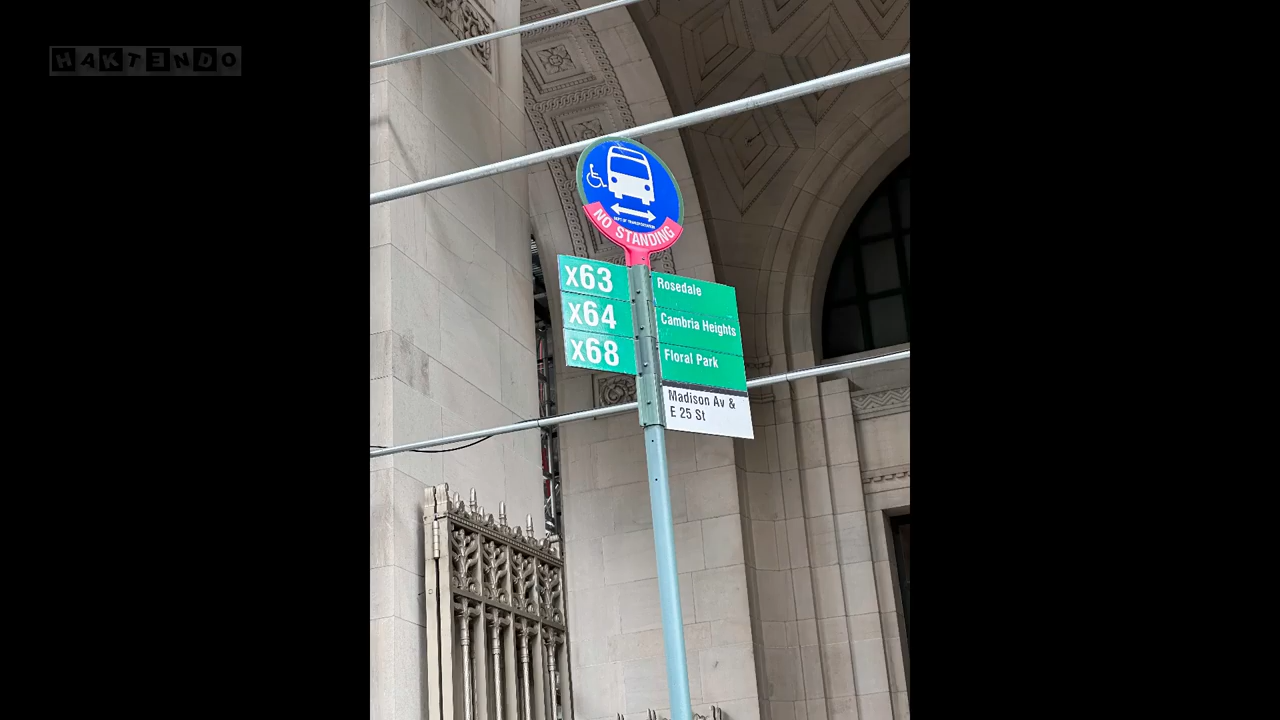 HAKTENDO
NO STANDING
x63 Rosedale
x64 Cambria Heights
x68 Floral Park
Madison Av &
E 25 St